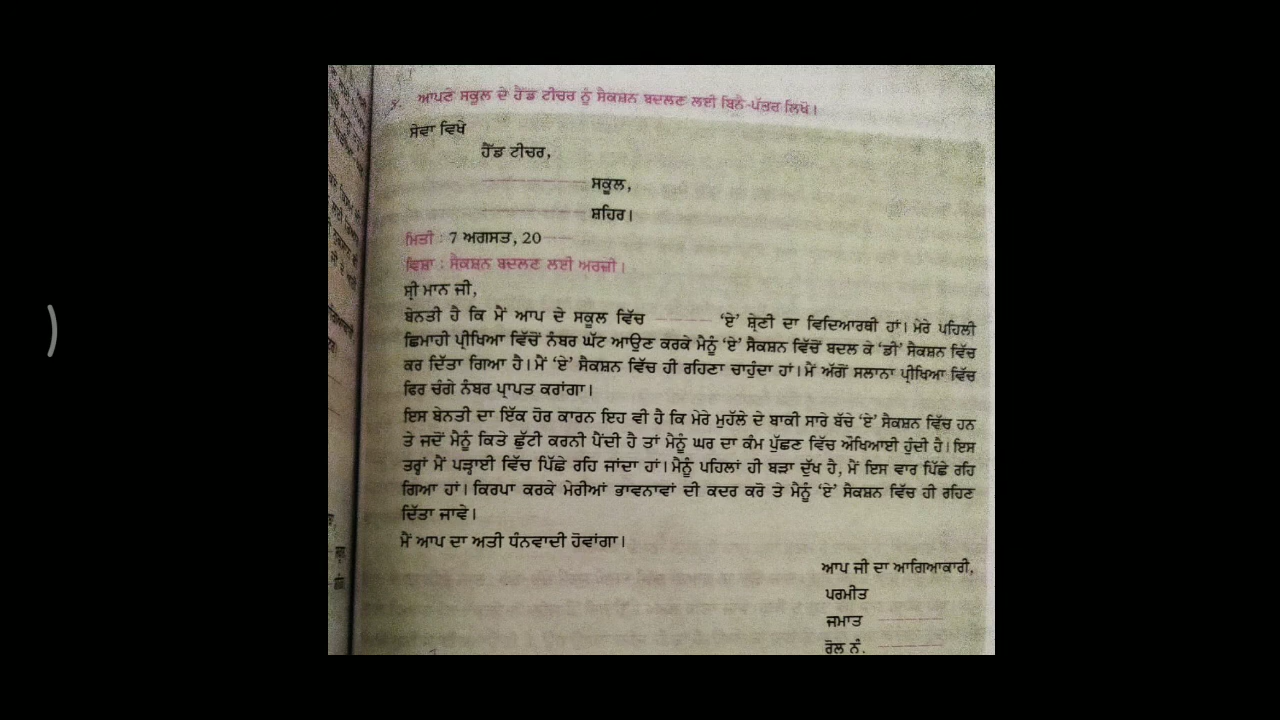 ੭. ਆਪਣੇ ਸਕੂਲ ਦੇ ਹੈੱਡ ਟੀਚਰ ਨੂੰ ਸੈਕਸ਼ਨ ਬਦਲਣ ਲਈ ਬਿਨੈ-ਪੱਤਰ ਲਿਖੋ।
ਸੇਵਾ ਵਿਖੇ
ਹੈੱਡ ਟੀਚਰ,
ਸਕੂਲ,
ਸ਼ਹਿਰ।
ਮਿਤੀ : 7 ਅਗਸਤ, 20
ਵਿਸ਼ਾ : ਸੈਕਸ਼ਨ ਬਦਲਣ ਲਈ ਅਰਜ਼ੀ।
ਸ੍ਰੀ ਮਾਨ ਜੀ,
ਬੇਨਤੀ ਹੈ ਕਿ ਮੈਂ ਆਪ ਦੇ ਸਕੂਲ ਵਿੱਚ ‘ਏ’ ਸ਼੍ਰੇਣੀ ਦਾ ਵਿਦਿਆਰਥੀ ਹਾਂ। ਮੇਰੇ ਪਹਿਲੀ
ਛਿਮਾਹੀ ਪ੍ਰੀਖਿਆ ਵਿੱਚੋਂ ਨੰਬਰ ਘੱਟ ਆਉਣ ਕਰਕੇ ਮੈਨੂੰ ‘ਏ’ ਸੈਕਸ਼ਨ ਵਿੱਚੋਂ ਬਦਲ ਕੇ ‘ਡੀ’ ਸੈਕਸ਼ਨ ਵਿੱਚ
ਕਰ ਦਿੱਤਾ ਗਿਆ ਹੈ। ਮੈਂ ‘ਏ’ ਸੈਕਸ਼ਨ ਵਿੱਚ ਹੀ ਰਹਿਣਾ ਚਾਹੁੰਦਾ ਹਾਂ। ਮੈਂ ਅੱਗੋਂ ਸਲਾਨਾ ਪ੍ਰੀਖਿਆ ਵਿੱਚ
ਫਿਰ ਚੰਗੇ ਨੰਬਰ ਪ੍ਰਾਪਤ ਕਰਾਂਗਾ।
ਇਸ ਬੇਨਤੀ ਦਾ ਇੱਕ ਹੋਰ ਕਾਰਨ ਇਹ ਵੀ ਹੈ ਕਿ ਮੇਰੇ ਮੁਹੱਲੇ ਦੇ ਬਾਕੀ ਸਾਰੇ ਬੱਚੇ ‘ਏ’ ਸੈਕਸ਼ਨ ਵਿੱਚ ਹਨ
ਤੇ ਜਦੋਂ ਮੈਨੂੰ ਕਿਤੇ ਛੁੱਟੀ ਕਰਨੀ ਪੈਂਦੀ ਹੈ ਤਾਂ ਮੈਨੂੰ ਘਰ ਦਾ ਕੰਮ ਪੁੱਛਣ ਵਿੱਚ ਔਖਿਆਈ ਹੁੰਦੀ ਹੈ। ਇਸ
ਤਰ੍ਹਾਂ ਮੈਂ ਪੜ੍ਹਾਈ ਵਿੱਚ ਪਿੱਛੇ ਰਹਿ ਜਾਂਦਾ ਹਾਂ। ਮੈਨੂੰ ਪਹਿਲਾਂ ਹੀ ਬੜਾ ਦੁੱਖ ਹੈ, ਮੈਂ ਇਸ ਵਾਰ ਪਿੱਛੇ ਰਹਿ
ਗਿਆ ਹਾਂ। ਕਿਰਪਾ ਕਰਕੇ ਮੇਰੀਆਂ ਭਾਵਨਾਵਾਂ ਦੀ ਕਦਰ ਕਰੋ ਤੇ ਮੈਨੂੰ ‘ਏ’ ਸੈਕਸ਼ਨ ਵਿੱਚ ਹੀ ਰਹਿਣ
ਦਿੱਤਾ ਜਾਵੇ।
ਮੈਂ ਆਪ ਦਾ ਅਤੀ ਧੰਨਵਾਦੀ ਹੋਵਾਂਗਾ।
ਆਪ ਜੀ ਦਾ ਆਗਿਆਕਾਰੀ,
ਪਰਮੀਤ
ਜਮਾਤ
ਰੋਲ ਨੰ.